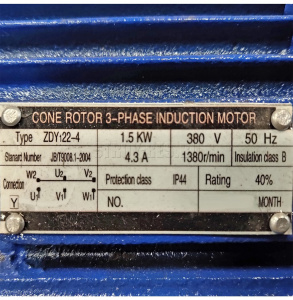 CONE ROTOR 3-PHASE INDUCTION MOTOR
Type ZDY122-4 1.5 KW 380 V 50 Hz
Stanart Number JB/T9008.1-2004 4.3 A 1380r/min Insulation class B
Connection W2 U2 V2 Protection class IP44 Rating 40%
Y U1 V1 W1 NO. MONTH